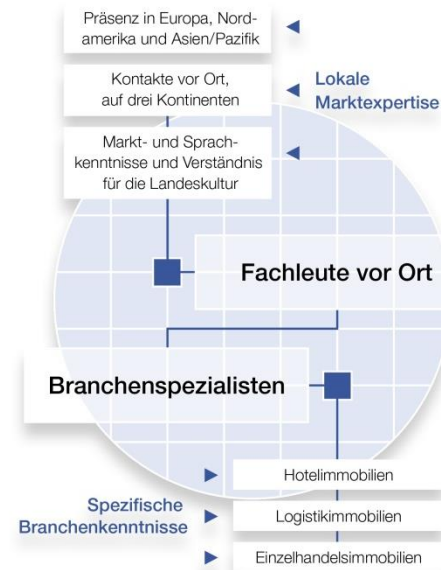 Präsenz in Europa, Nord-
amerika und Asien/Pazifik
Kontakte vor Ort,
auf drei Kontinenten
Lokale
Marktexpertise
Markt- und Sprach-
kenntnisse und Verständnis
für die Landeskultur
Fachleute vor Ort
Branchenspezialisten
Hotelimmobilien
Spezifische
Branchenkenntnisse
Logistikimmobilien
Einzelhandelsimmobilien